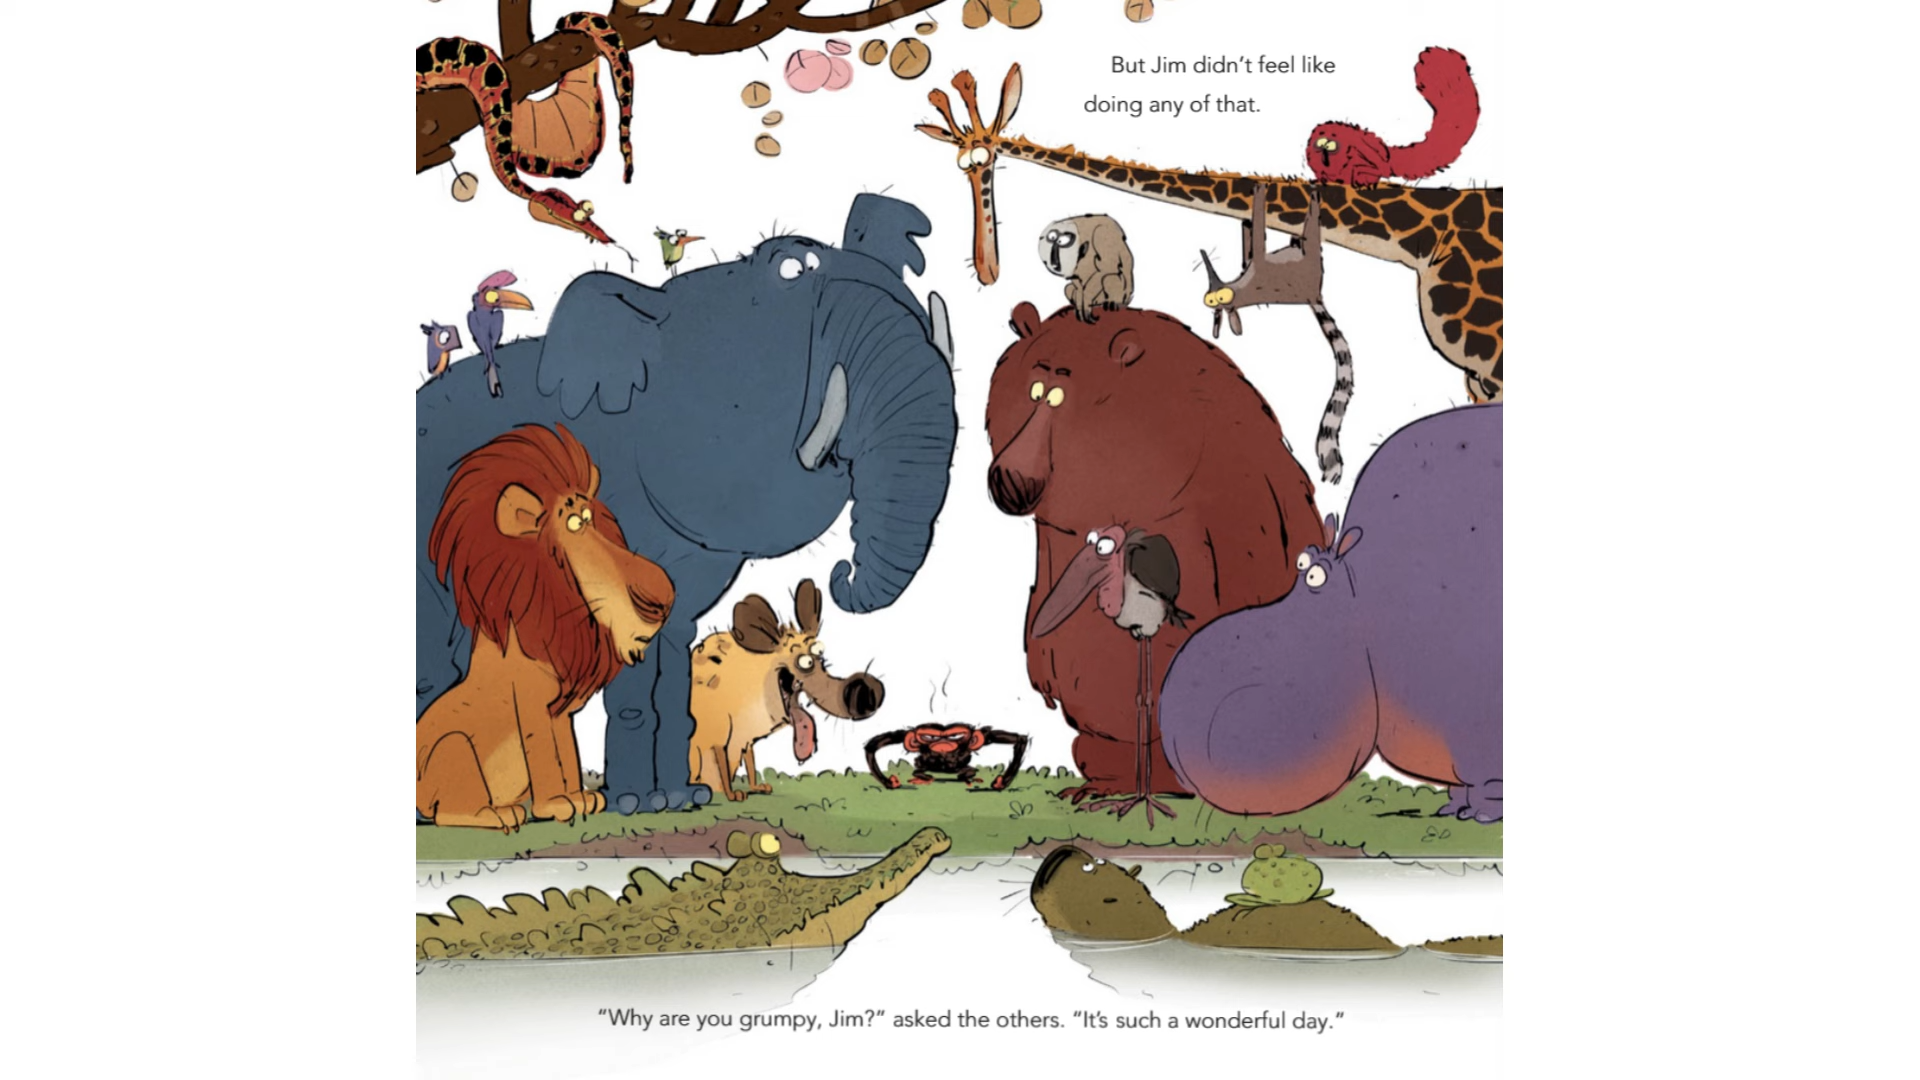 But Jim didn’t feel like
doing any of that.
“Why are you grumpy, Jim?” asked the others. “It’s such a wonderful day.”